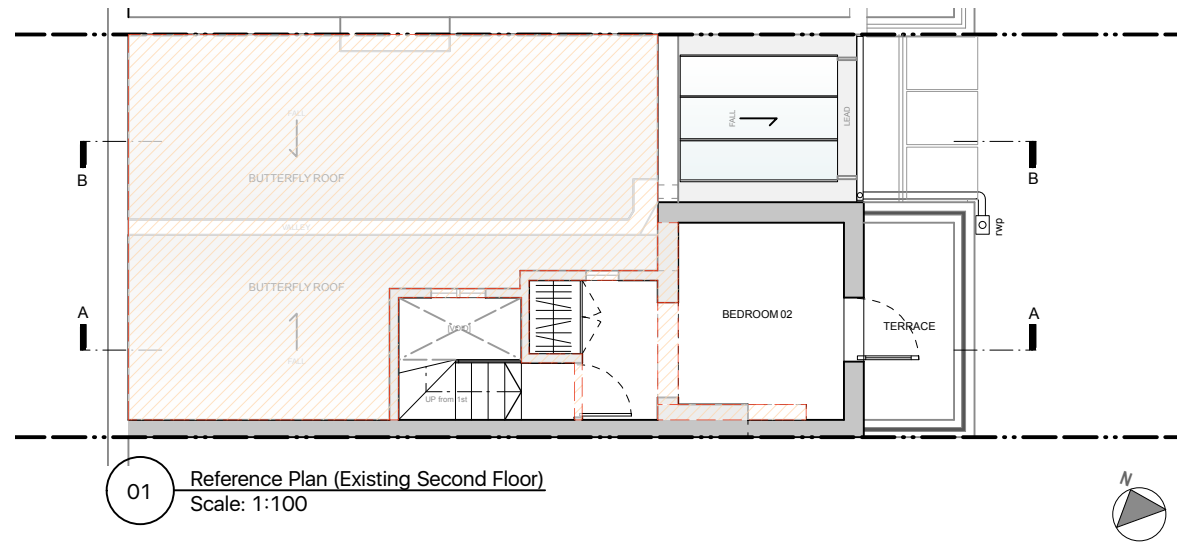 FALL
BUTTERFLY ROOF
VALLEY
BUTTERFLY ROOF
FALL
[VOID]
UP from 1st
FALL
LEAD
BEDROOM 02
TERRACE
rwp
B
B
A
A
01
Reference Plan (Existing Second Floor)
Scale: 1:100
N